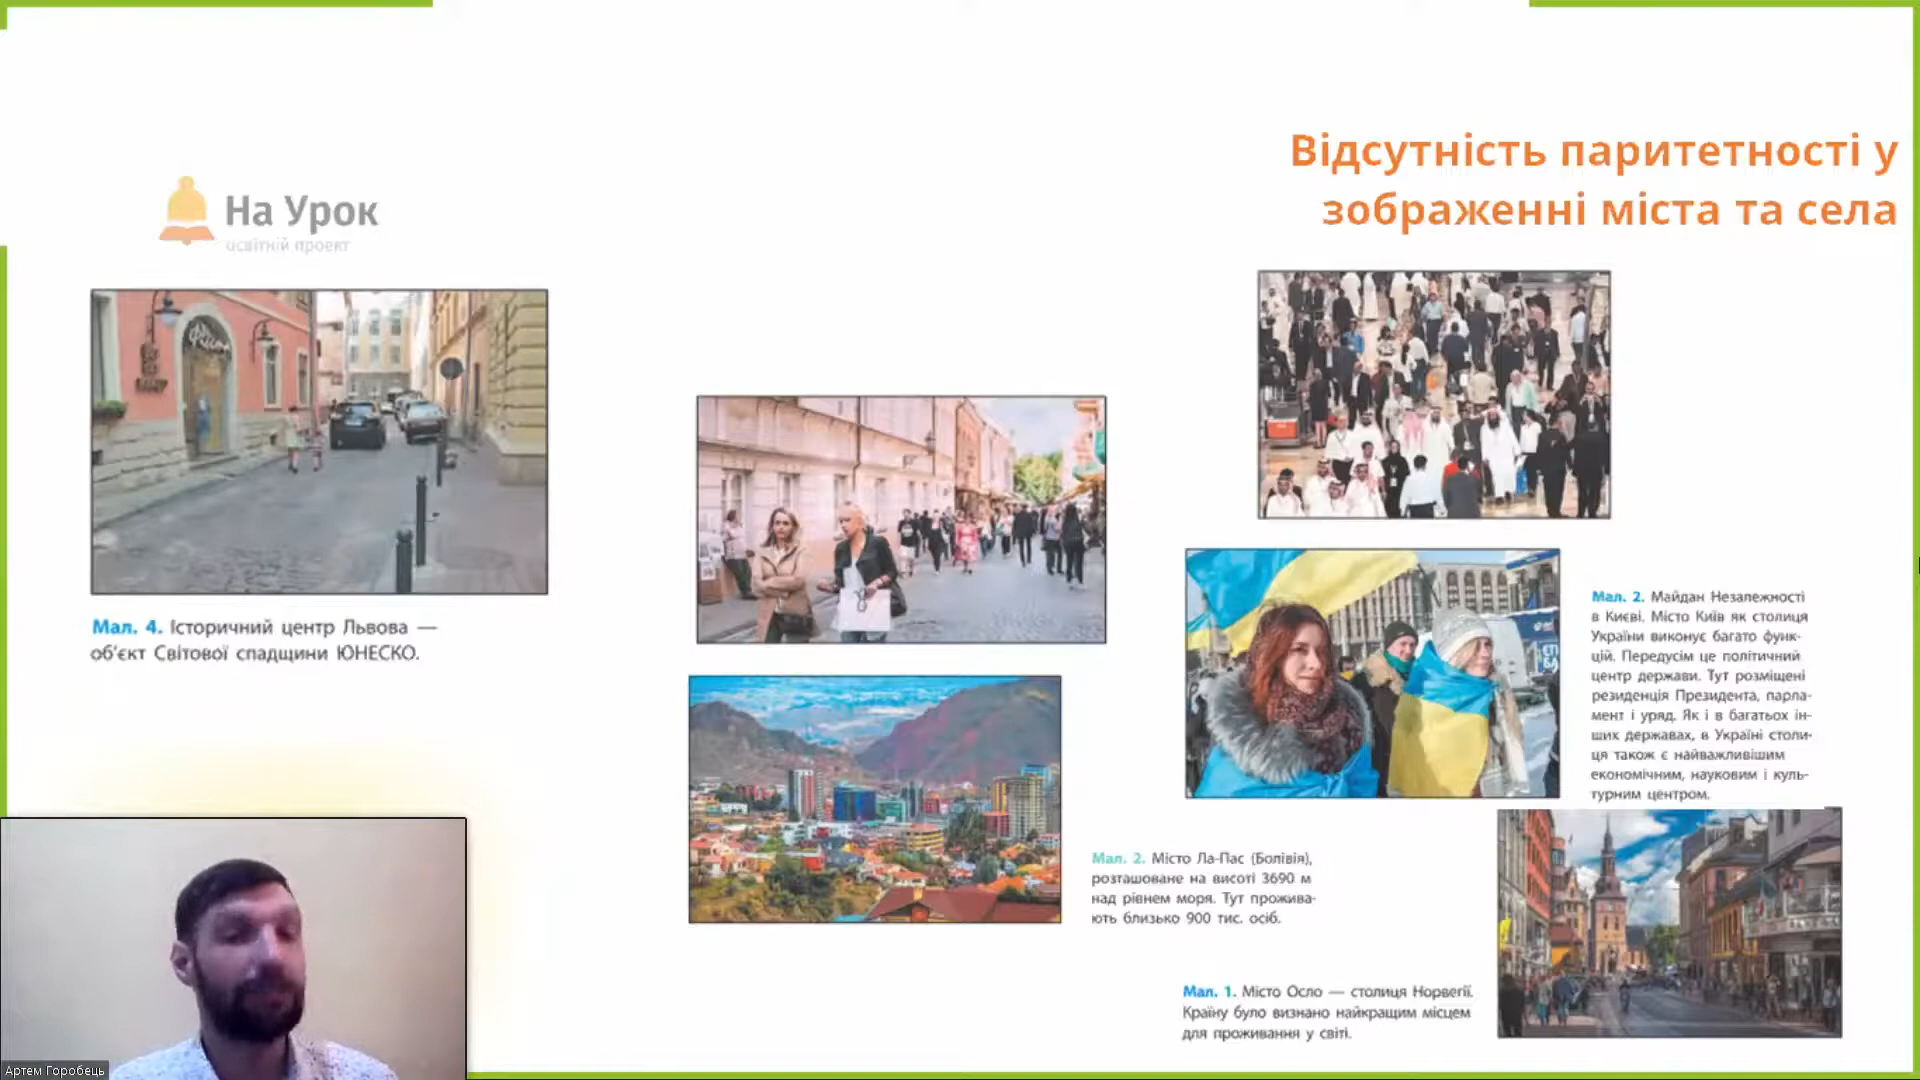 Відсутність паритетності у
зображенні міста та села
На Урок
освітній проект
Мал. 4. Історичний центр Львова —
об'єкт Світової спадщини ЮНЕСКО.
Мал. 2. Майдан Незалежності
в Києві. Місто Київ як столиця
України виконує багато функ-
цій. Передусім це політичний
центр держави. Тут розміщені
резиденція Президента, парла-
мент і уряд. Як і в багатьох ін-
ших державах, в Україні столи-
ця також є найважливішим
економічним, науковим і куль-
турним центром.
Мал. 2. Місто Ла-Пас (Болівія),
розташоване на висоті 3690 м
над рівнем моря. Тут прожива-
ють близько 900 тис. осіб.
Мал. 1. Місто Осло — столиця Норвегії.
Країну було визнано найкращим місцем
для проживання у світі.
Артем Горобець